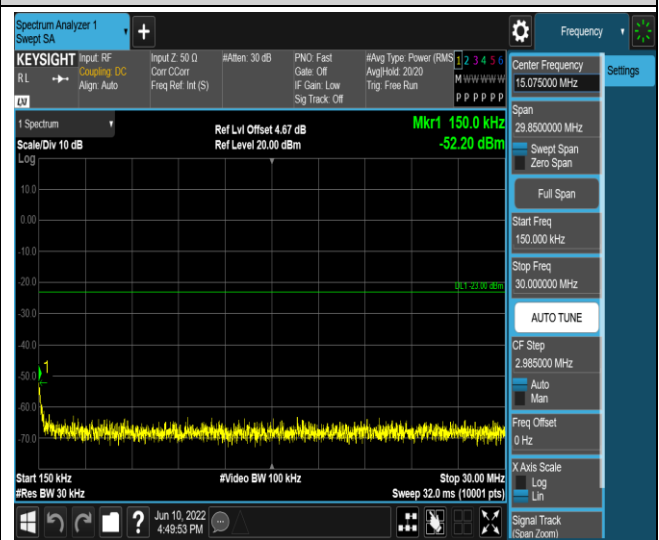 Spectrum Analyzer 1
Swept SA
+
Frequency
KEYSIGHT
RL
LXI
Input: RF
Coupling: DC
Align: Auto
Input Z: 50 Ω
Corr CCorr
Freq Ref: Int (S)
#Atten: 30 dB
PNO: Fast
Gate: Off
IF Gain: Low
Sig Track: Off
#Avg Type: Power (RMS
Avg|Hold: 20/20
Trig: Free Run
1 2 3 4 5 6
M W W W W W
P P P P P P
Center Frequency
15.075000 MHz
Settings
Span
29.8500000 MHz
Swept Span
Zero Span
Full Span
Start Freq
150.000 kHz
Stop Freq
30.000000 MHz
AUTO TUNE
CF Step
2.985000 MHz
Auto
Man
Freq Offset
0 Hz
X Axis Scale
Log
Lin
Signal Track
(Span Zoom)
1 Spectrum
Scale/Div 10 dB
Ref Lvl Offset 4.67 dB
Ref Level 20.00 dBm
Mkr1 150.0 kHz
-52.20 dBm
Log
10.0
0.00
-10.0
-20.0
DL1 -23.00 dBm
-30.0
-40.0
1
-50.0
-60.0
-70.0
Start 150 kHz
#Res BW 30 kHz
#Video BW 100 kHz
Stop 30.00 MHz
Sweep 32.0 ms (10001 pts)
?
Jun 10, 2022
4:49:53 PM